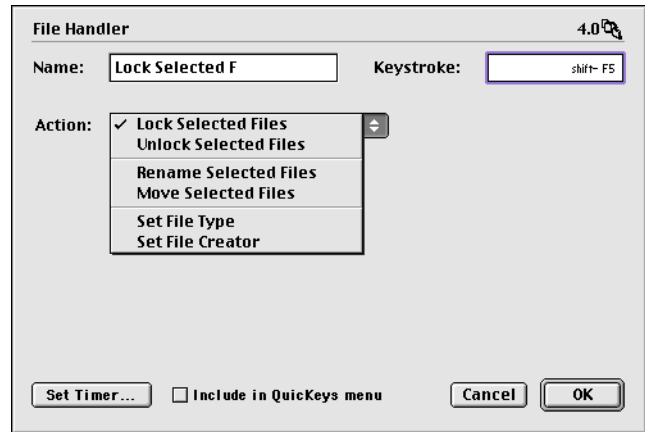 File Handler 4.0
Name: Lock Selected F Keystroke: shift- F5
Action: ✓ Lock Selected Files
Unlock Selected Files
Rename Selected Files
Move Selected Files
Set File Type
Set File Creator
Set Timer... Include in QuicKeys menu Cancel OK